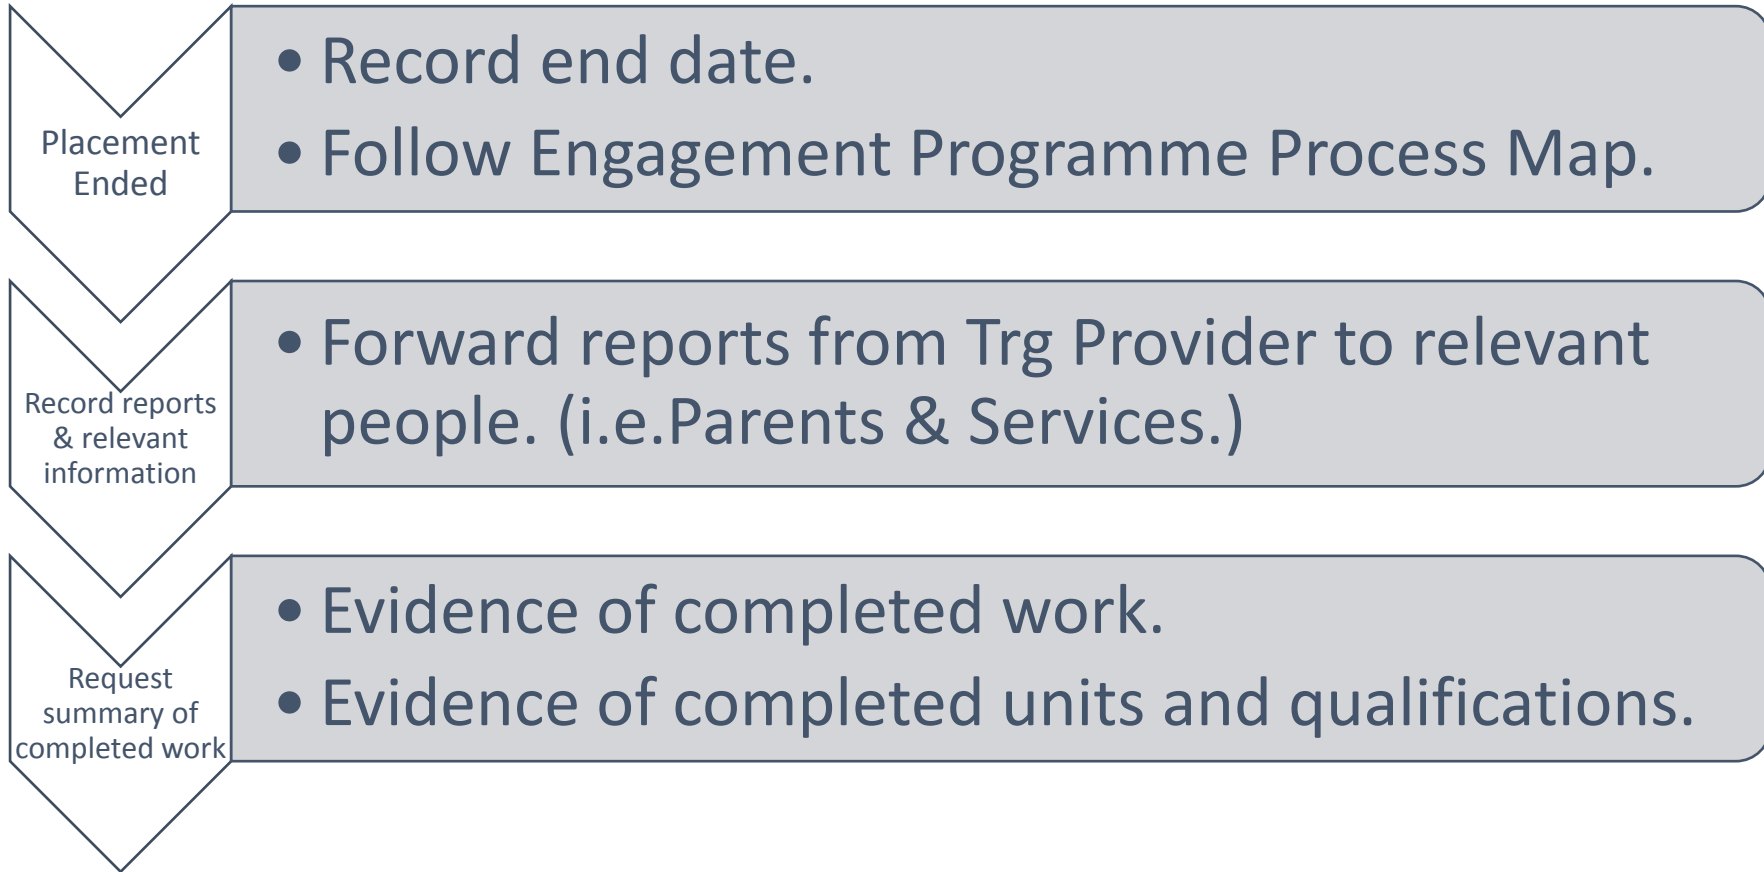 Placement
Ended
• Record end date.
• Follow Engagement Programme Process Map.
Record reports
& relevant
information
• Forward reports from Trg Provider to relevant
people. (i.e.Parents & Services.)
Request
summary of
completed work
• Evidence of completed work.
• Evidence of completed units and qualifications.